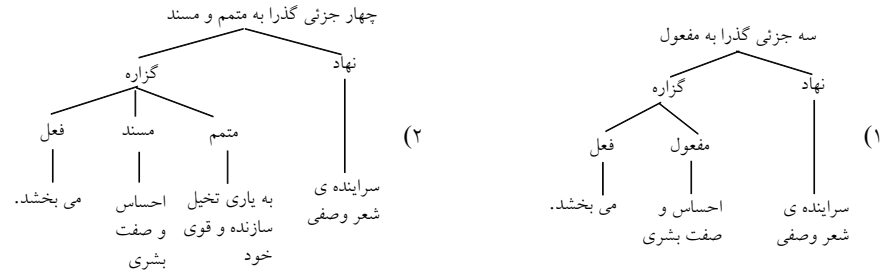 سه جزئی گذرا به مفعول
نهاد
گزاره
مفعول
فعل
سراینده ی
شعر وصفی
احساس و
صفت بشری
می بخشد.
۱)
چهار جزئی گذرا به متمم و مسند
نهاد
گزاره
متمم
مسند
فعل
سراینده ی
شعر وصفی
به یاری تخیل
سازنده و قوی
خود
احساس
و صفت
بشری
می بخشد.
۲)